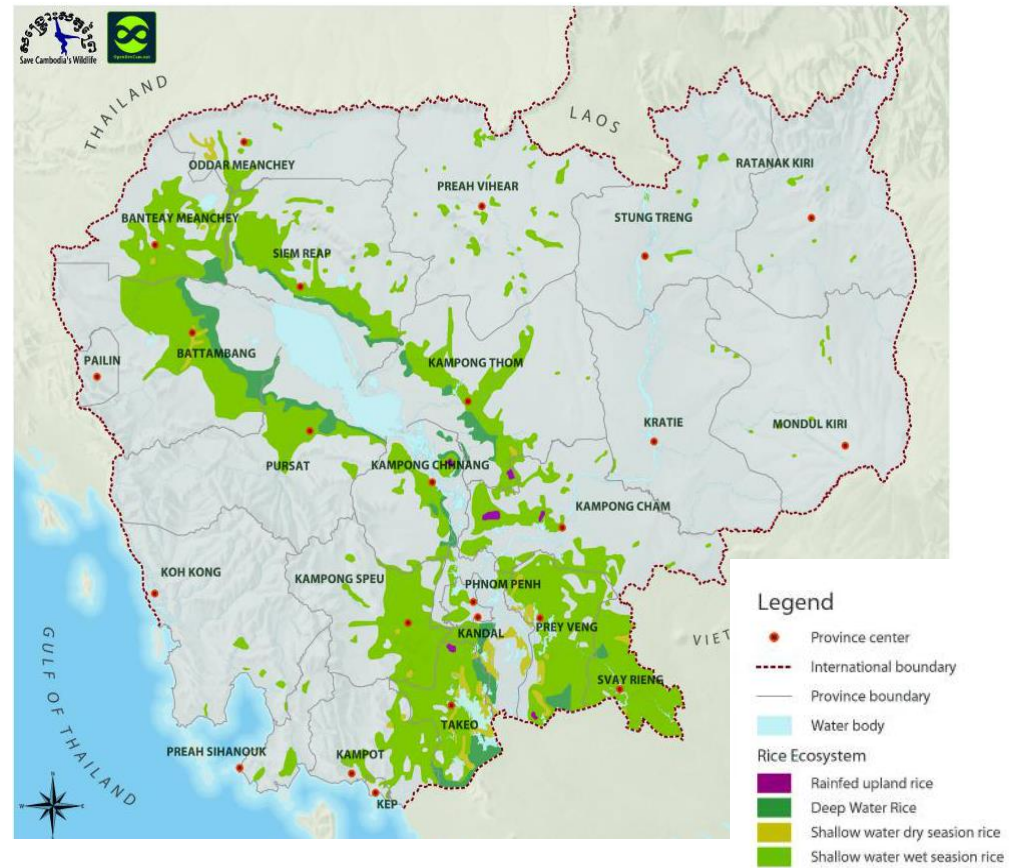 Save Cambodia's Wildlife
THAILAND
LAOS
ODDAR MEANCHEY
RATANAK KIRI
PREAH VIHEAR
BANTEAY MEANCHEY
STUNG TRENG
SIEM REAP
BATTAMBANG
PAILIN
KAMPONG THOM
KRATIE
MONDUL KIRI
PURSAT
KAMPONG CHHNANG
KAMPONG CHAM
KOH KONG
KAMPONG SPEU
PHNOM PENH
KANDAL
PREY VENG
SVAY RIENG
VIET
TAKEO
PREAH SIHANOUK
KAMPOT
KEP
GULF OF THAILAND
Legend
Province center
International boundary
Province boundary
Water body
Rice Ecosystem
Rainfed upland rice
Deep Water Rice
Shallow water dry seasion rice
Shallow water wet seasion rice